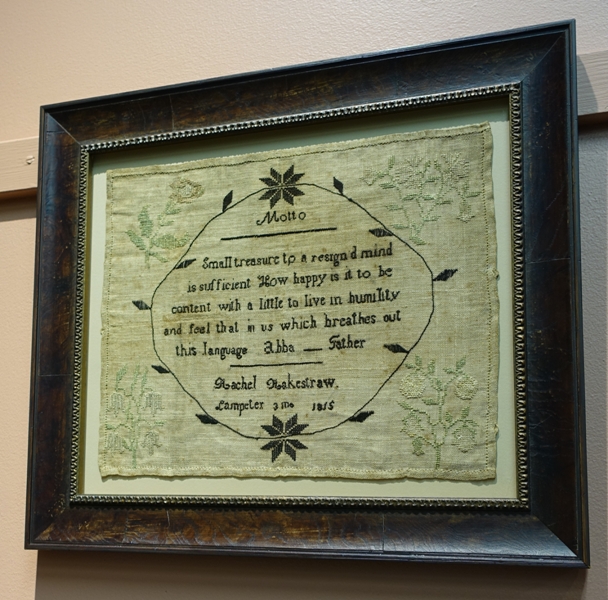 Motto
Small treasure to a resign'd mind
is sufficient How happy is it to be
content with a little to live in humility
and feel that in us which breathes out
this language Abba — Father
Rachel Rakestraw.
Lampeter 3 mo 1815